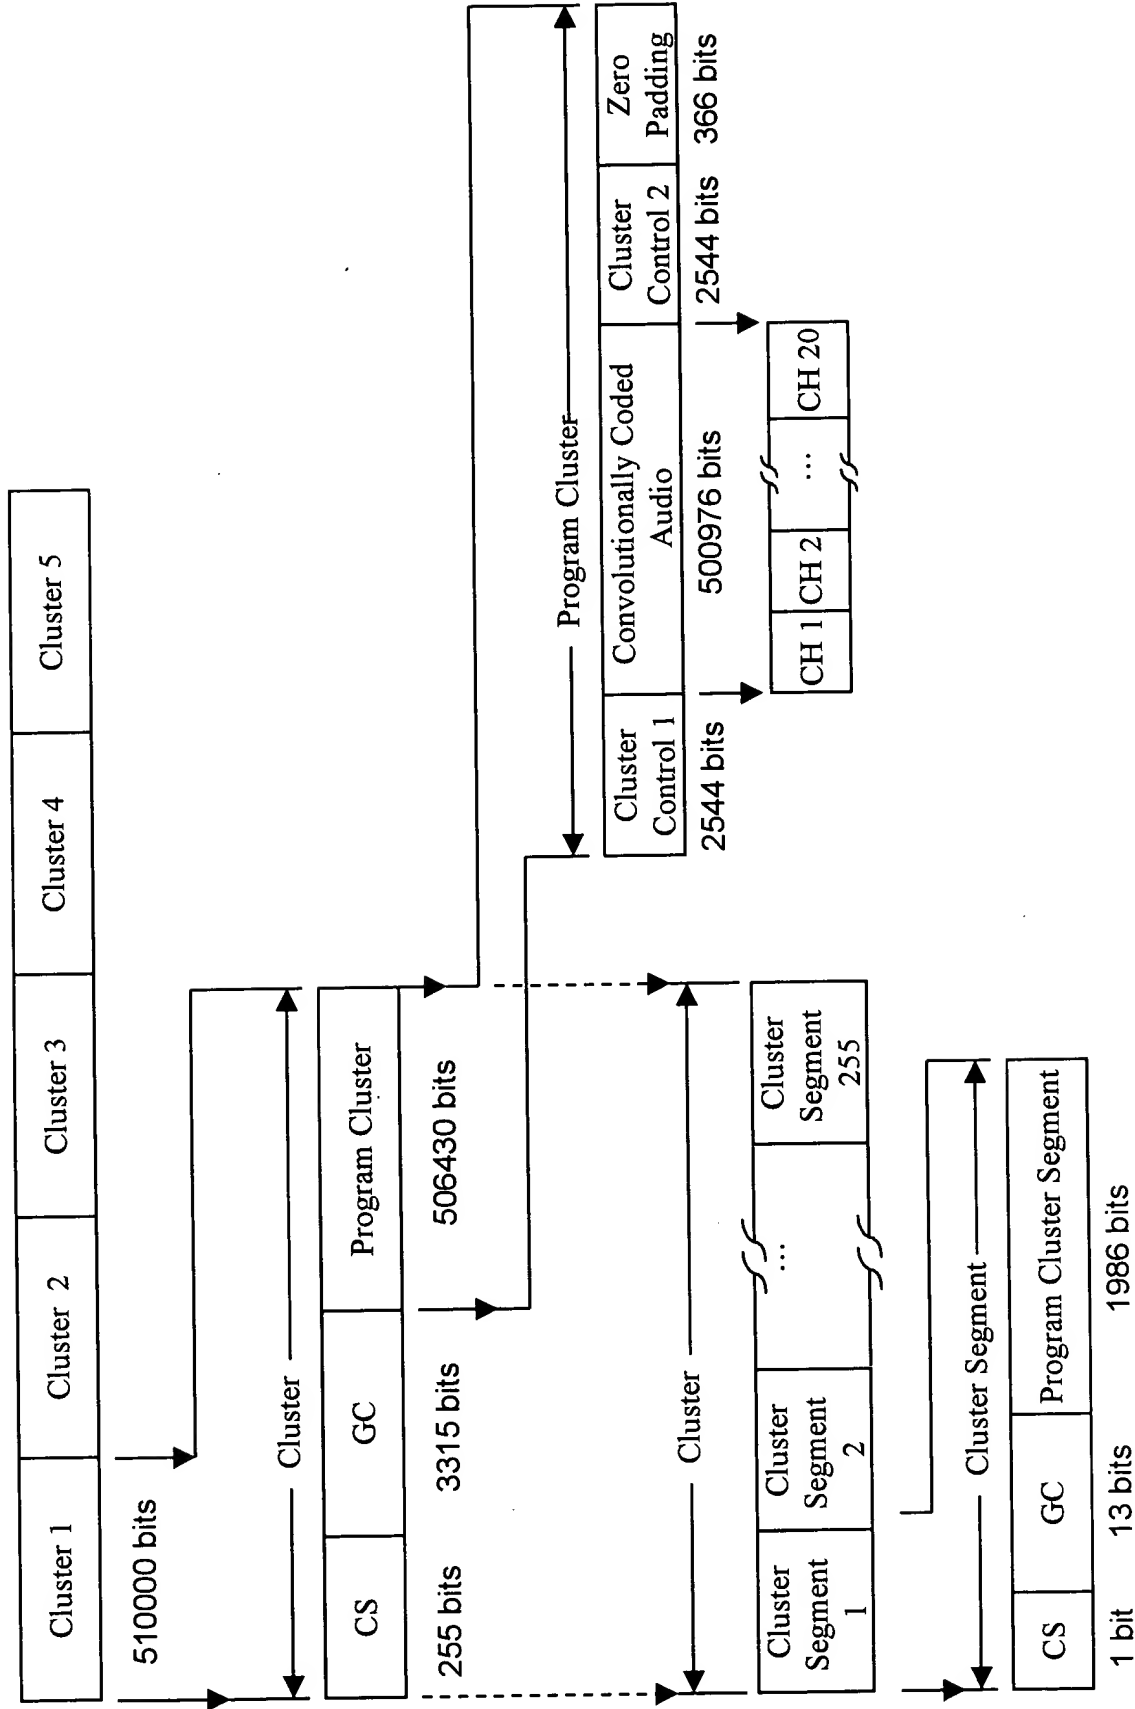 Cluster 1
Cluster 2
Cluster 3
Cluster 4
Cluster 5
510000 bits
Cluster
CS
GC
Program Cluster
255 bits
3315 bits
506430 bits
Program Cluster
Cluster
Control 1
Convolutionally Coded
Audio
Cluster
Control 2
Zero
Padding
2544 bits
500976 bits
2544 bits
366 bits
CH 1
CH 2
...
CH 20
Cluster
Cluster
Segment
1
Cluster
Segment
2
...
Cluster
Segment
255
Cluster Segment
CS
GC
Program Cluster Segment
1 bit
13 bits
1986 bits